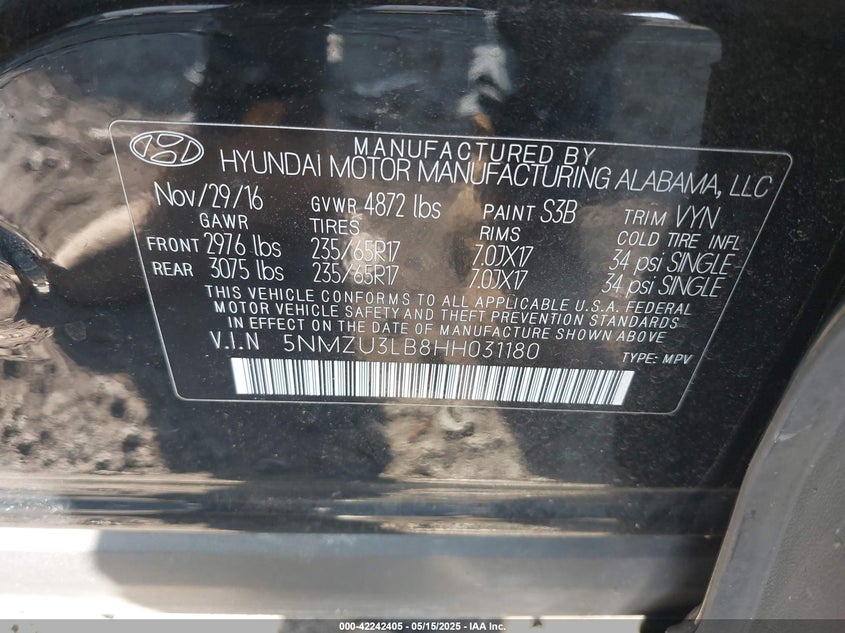 MANUFACTURED BY
HYUNDAI MOTOR MANUFACTURING ALABAMA, LLC
Nov/29/16 GVWR 4872 lbs PAINT S3B TRIM VYN
GAWR TIRES RIMS COLD TIRE INFL
FRONT 2976 lbs 235/65R17 7.0JX17 34 psi SINGLE
REAR 3075 lbs 235/65R17 7.0JX17 34 psi SINGLE
THIS VEHICLE CONFORMS TO ALL APPLICABLE U.S.A. FEDERAL
MOTOR VEHICLE SAFETY AND THEFT PREVENTION STANDARDS
IN EFFECT ON THE DATE OF MANUFACTURE SHOWN ABOVE.
V.I.N 5NMZU3LB8HH031180 TYPE: MPV
000-42242405 - 05/15/2025 - IAA Inc.